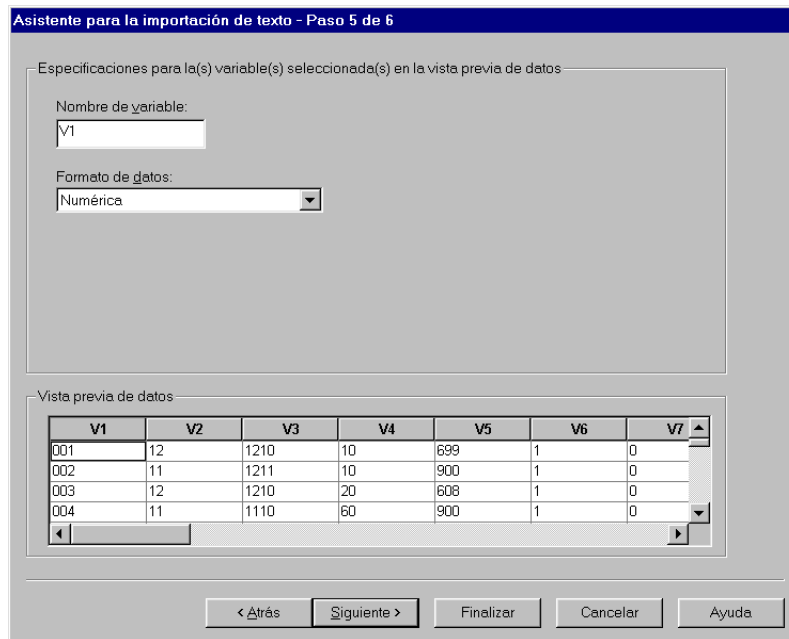 Asistente para la importación de texto - Paso 5 de 6
Especificaciones para la(s) variable(s) seleccionada(s) en la vista previa de datos
Nombre de variable:
V1
Formato de datos:
Numérica
Vista previa de datos
V1 V2 V3 V4 V5 V6 V7
001 12 1210 10 699 1 0
002 11 1211 10 900 1 0
003 12 1210 20 608 1 0
004 11 1110 60 900 1 0
< Atrás Siguiente > Finalizar Cancelar Ayuda